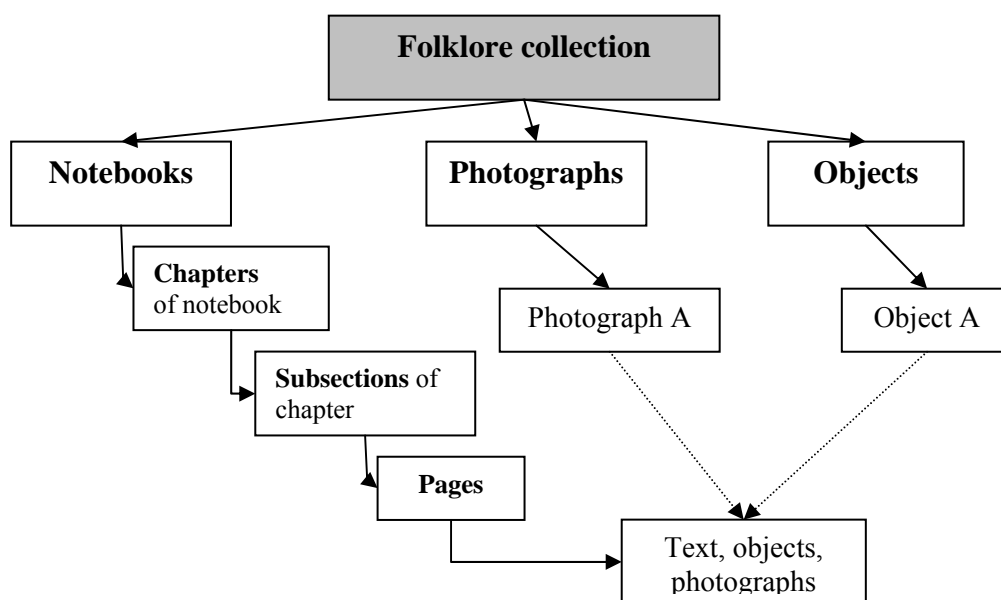 Folklore collection
Notebooks
Photographs
Objects
Chapters
of notebook
Photograph A
Object A
Subsections of
chapter
Pages
Text, objects,
photographs